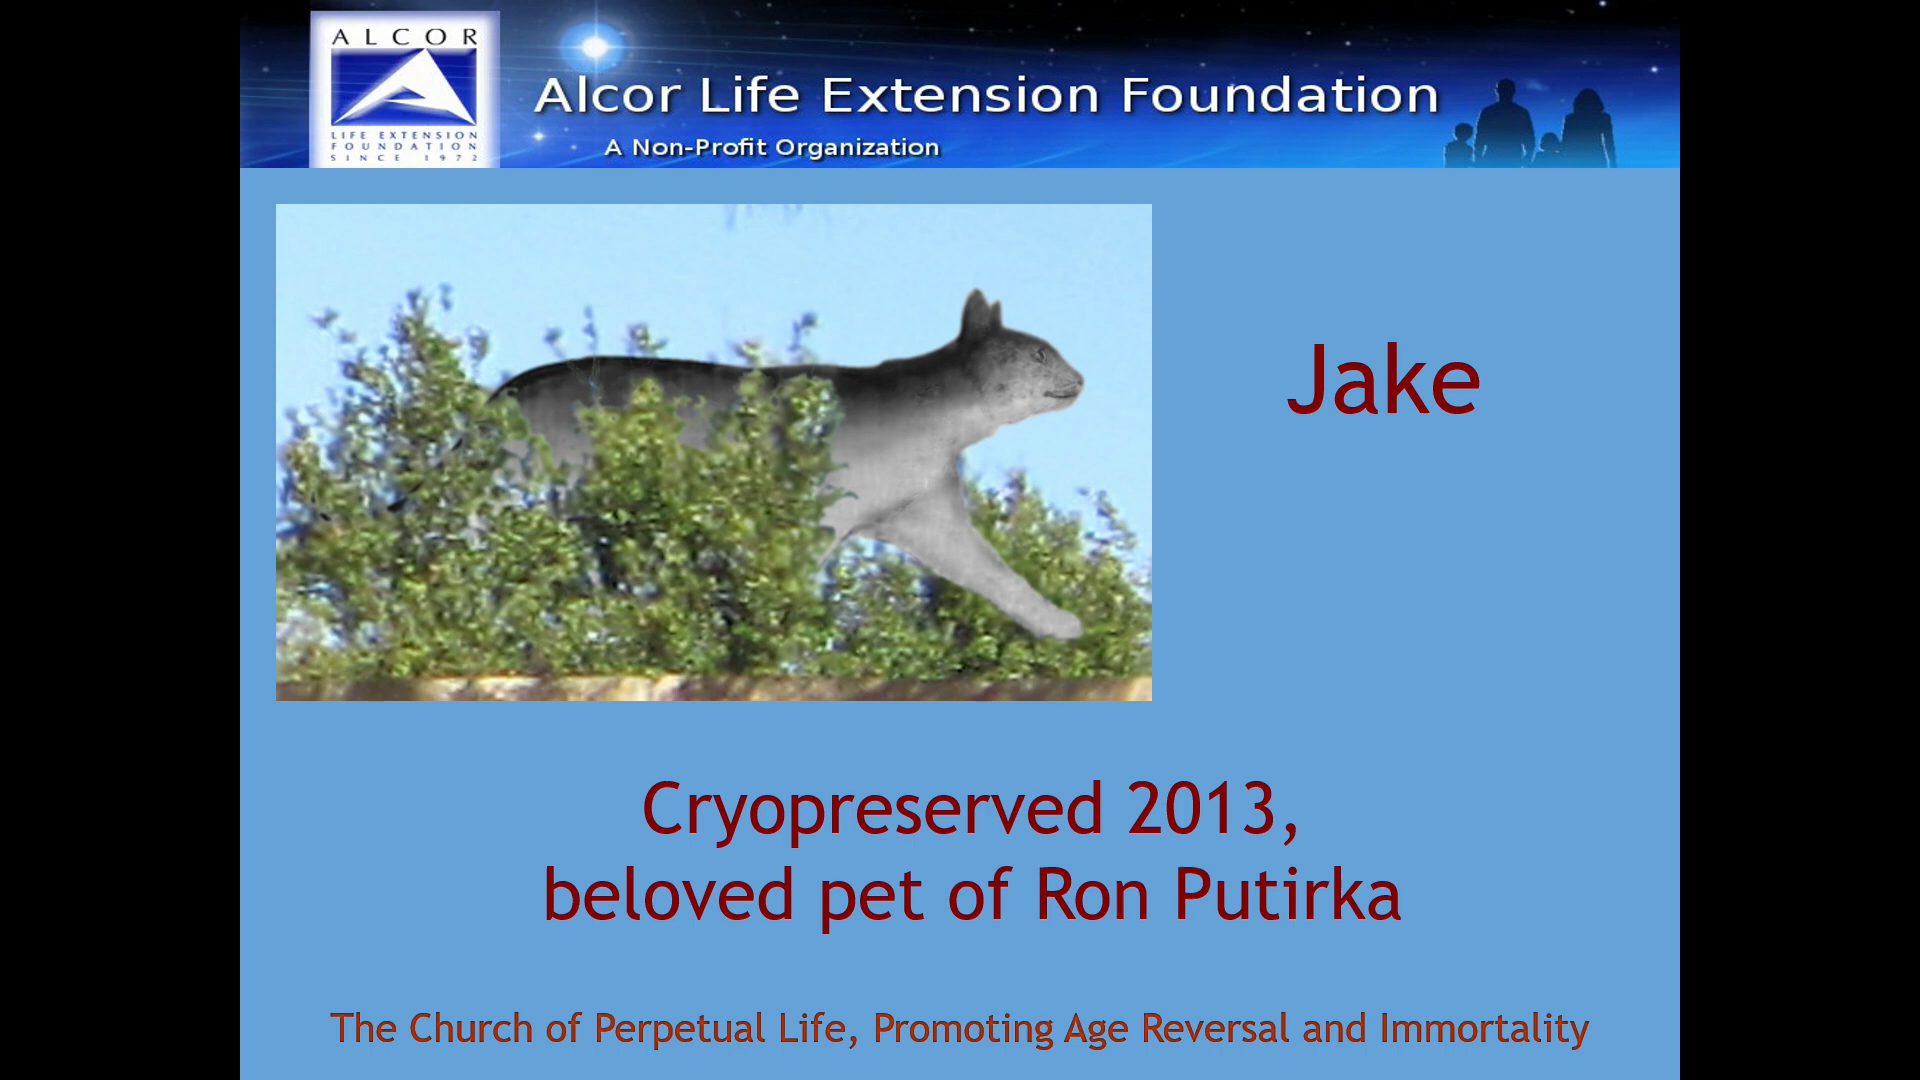 ALCOR
LIFE EXTENSION
FOUNDATION
SINCE 1972
Alcor Life Extension Foundation
A Non-Profit Organization
Jake
Cryopreserved 2013,
beloved pet of Ron Putirka
The Church of Perpetual Life, Promoting Age Reversal and Immortality